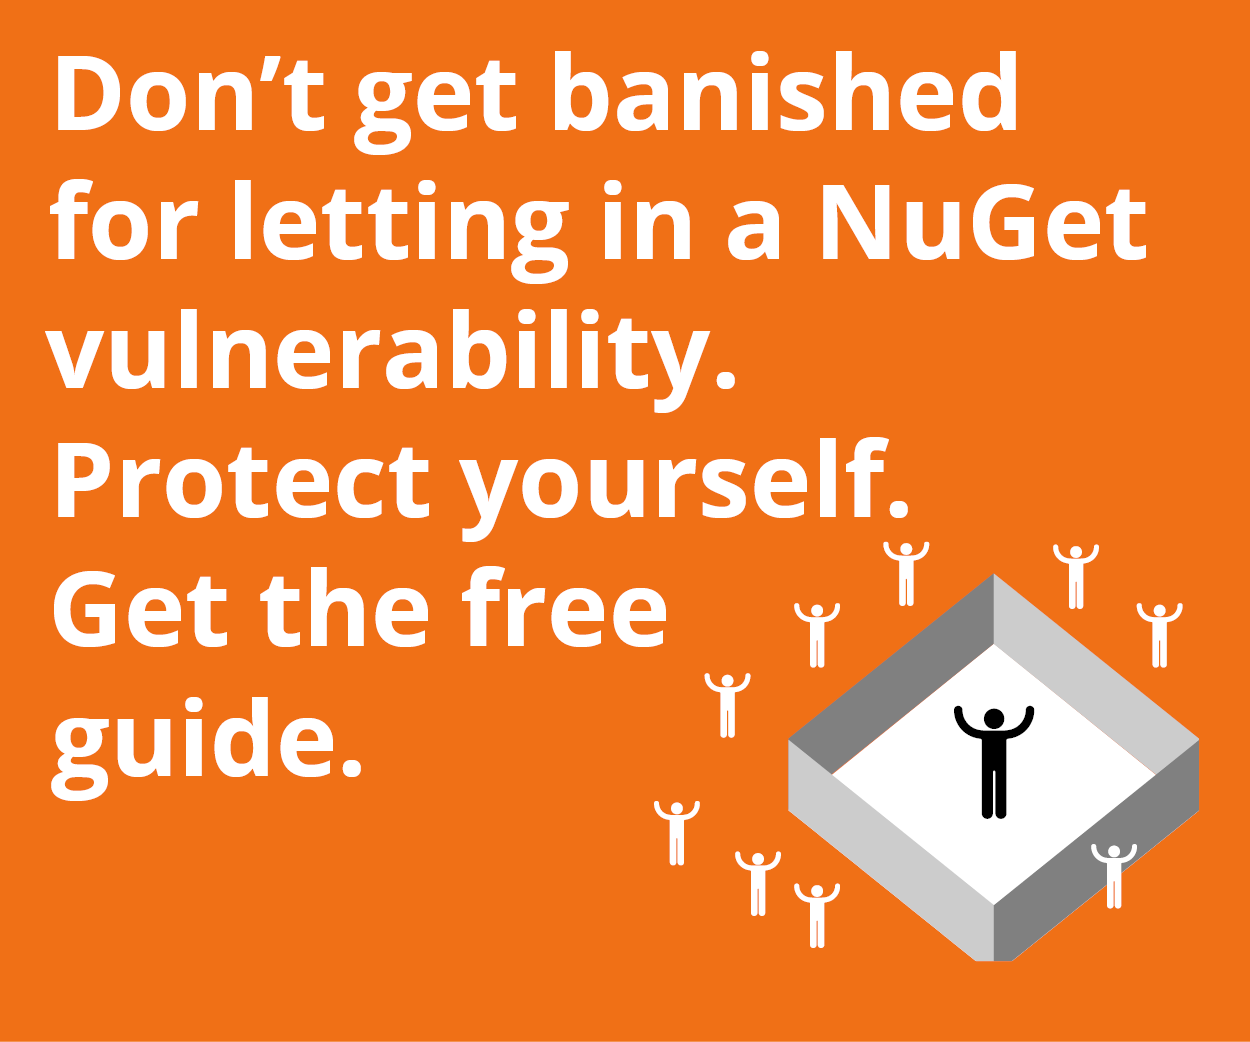 Don’t get banished
for letting in a NuGet
vulnerability.
Protect yourself.
Get the free
guide.